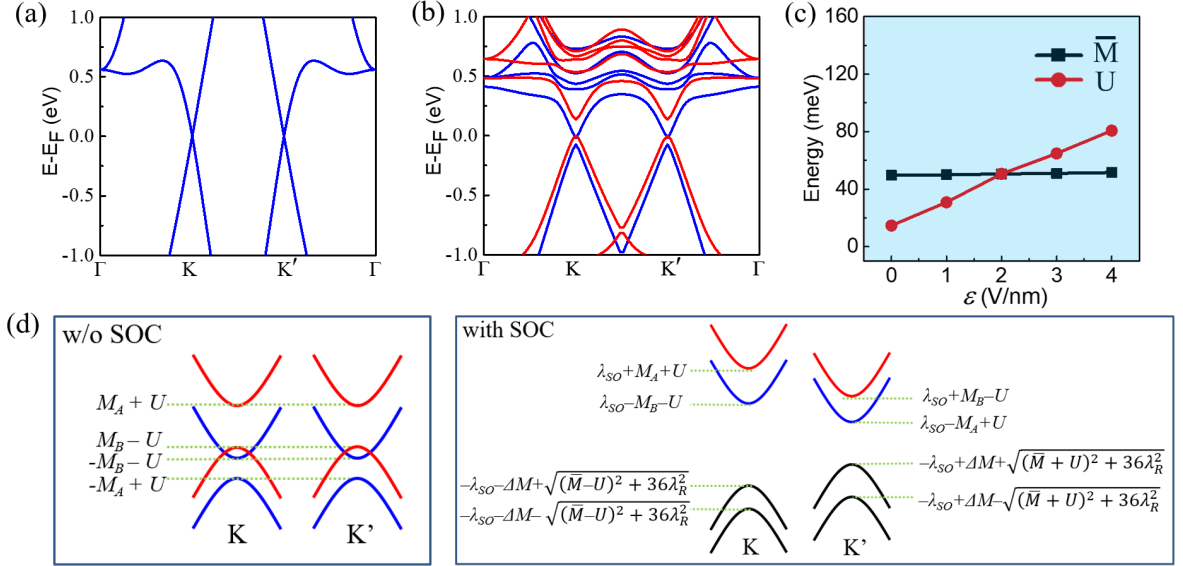 (a)
1.0
0.5
0.0
-0.5
-1.0
E-E_F (eV)
Γ
K
K′
Γ
(b)
1.0
0.5
0.0
-0.5
-1.0
E-E_F (eV)
Γ
K
K′
Γ
(c)
160
120
80
40
0
Energy (meV)
M̅
U
0
1
2
3
4
ε (V/nm)
(d)
w/o SOC
M_A + U
M_B – U
-M_B – U
-M_A + U
K
K’
with SOC
λ_SO+M_A+U
λ_SO–M_B–U
–λ_SO–ΔM+√(M̅–U)² + 36λ_R²
–λ_SO–ΔM–√(M̅–U)² + 36λ_R²
λ_SO+M_B–U
λ_SO–M_A+U
–λ_SO+ΔM+√(M̅ + U)² + 36λ_R²
–λ_SO+ΔM–√(M̅ + U)² + 36λ_R²
K
K’